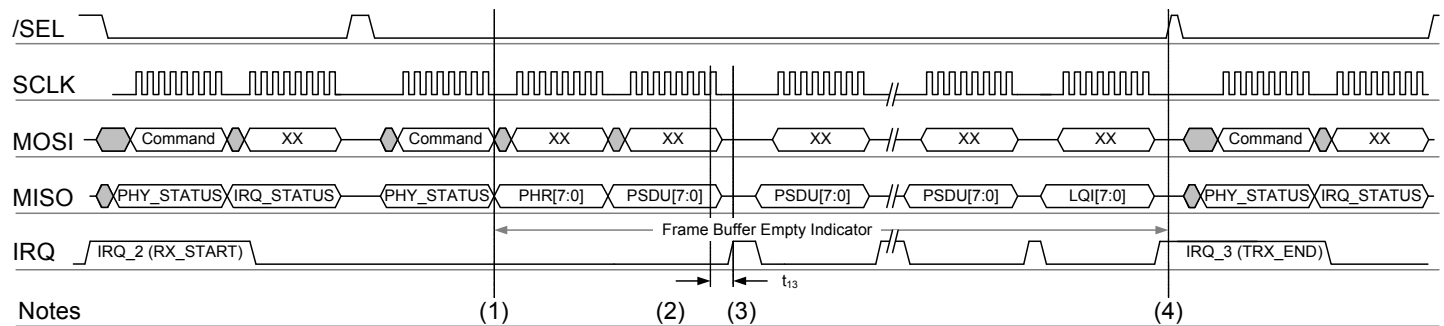 /SEL
SCLK
MOSI Command XX Command XX XX XX XX XX Command XX
MISO PHY_STATUS IRQ_STATUS PHY_STATUS PHR[7:0] PSDU[7:0] PSDU[7:0] PSDU[7:0] LQI[7:0] PHY_STATUS IRQ_STATUS
Frame Buffer Empty Indicator
IRQ IRQ_2 (RX_START) IRQ_3 (TRX_END)
t₁₃
Notes (1) (2) (3) (4)